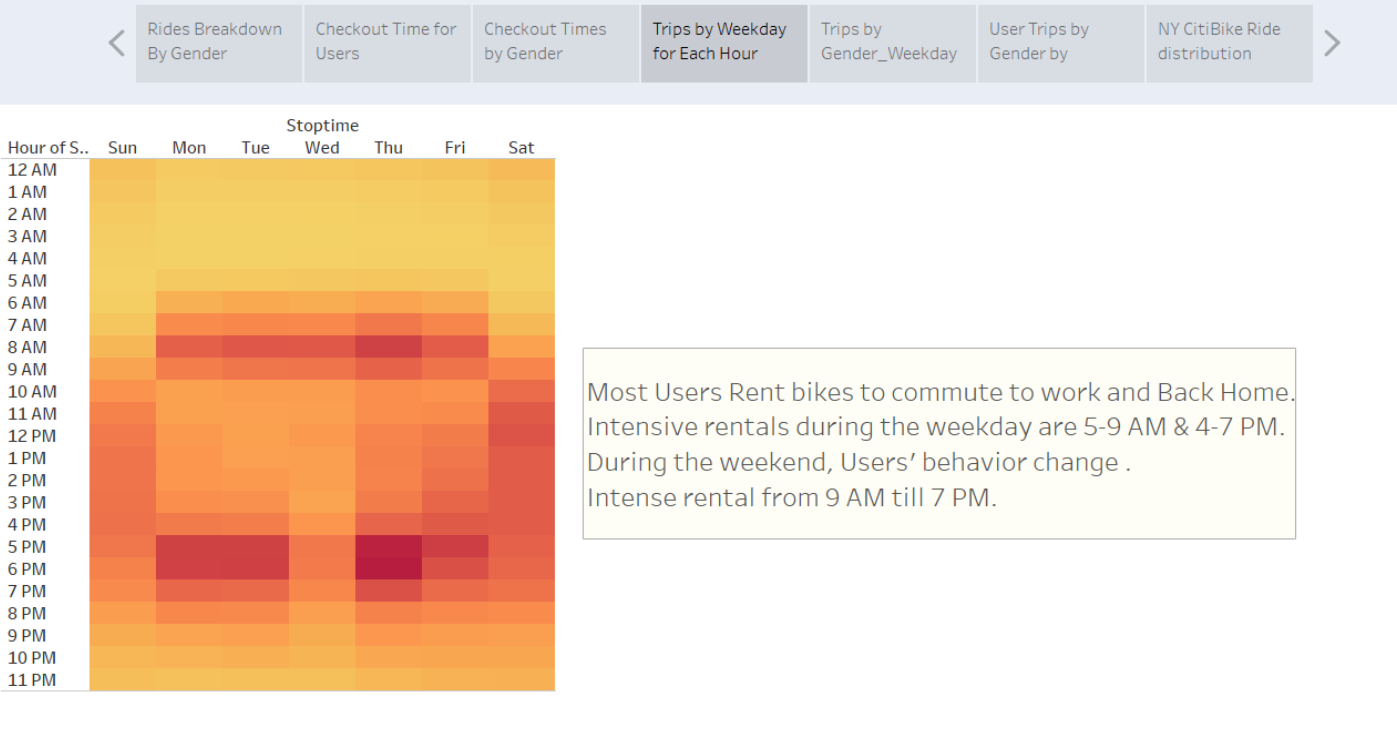 Rides Breakdown
By Gender
Checkout Time for
Users
Checkout Times
by Gender
Trips by Weekday
for Each Hour
Trips by
Gender_Weekday
User Trips by
Gender by
NY CitiBike Ride
distribution
Stoptime
Hour of S.. Sun Mon Tue Wed Thu Fri Sat
12 AM
1 AM
2 AM
3 AM
4 AM
5 AM
6 AM
7 AM
8 AM
9 AM
10 AM
11 AM
12 PM
1 PM
2 PM
3 PM
4 PM
5 PM
6 PM
7 PM
8 PM
9 PM
10 PM
11 PM
Most Users Rent bikes to commute to work and Back Home.
Intensive rentals during the weekday are 5-9 AM & 4-7 PM.
During the weekend, Users’ behavior change .
Intense rental from 9 AM till 7 PM.